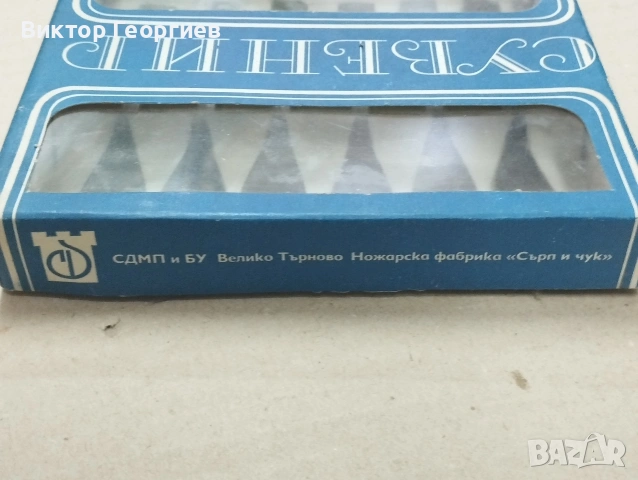 Виктор Георгиев
СУВЕНИР
СДМП и БУ Велико Търново Ножарска фабрика «Сърп и чук»
BAZAR